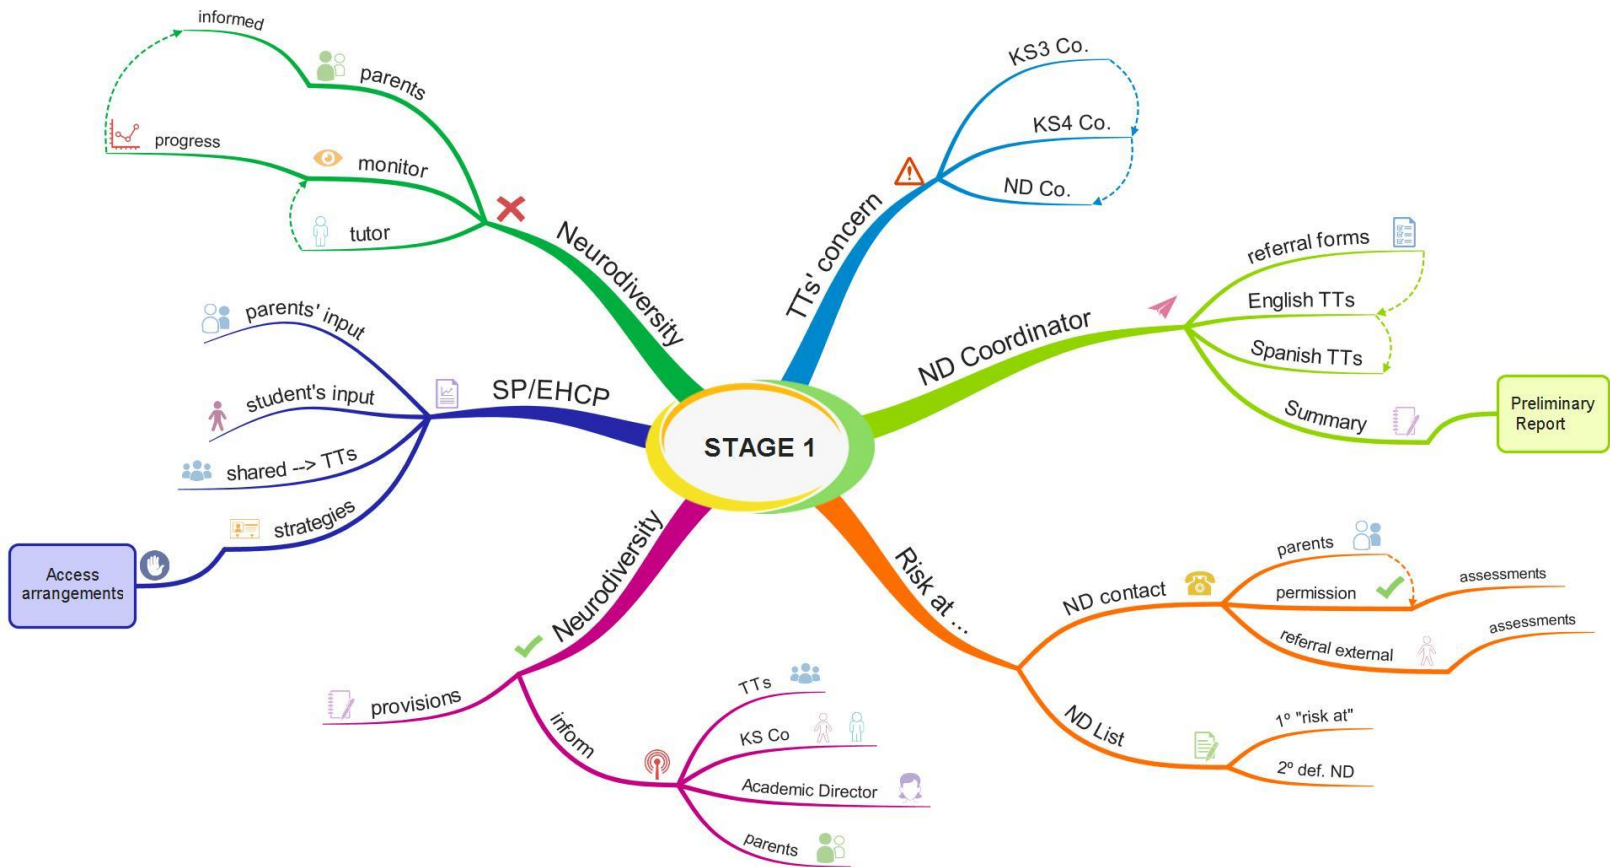 STAGE 1
TTs' concern
KS3 Co.
KS4 Co.
ND Co.
ND Coordinator
referral forms
English TTs
Spanish TTs
Summary
Preliminary
Report
Risk at ...
ND contact
parents
permission
assessments
referral external
assessments
ND List
1º "risk at"
2º def. ND
Neurodiversity
provisions
inform
TTs
KS Co
Academic Director
parents
SP/EHCP
parents' input
student's input
shared --> TTs
strategies
Access
arrangements
Neurodiversity
parents
informed
monitor
progress
tutor